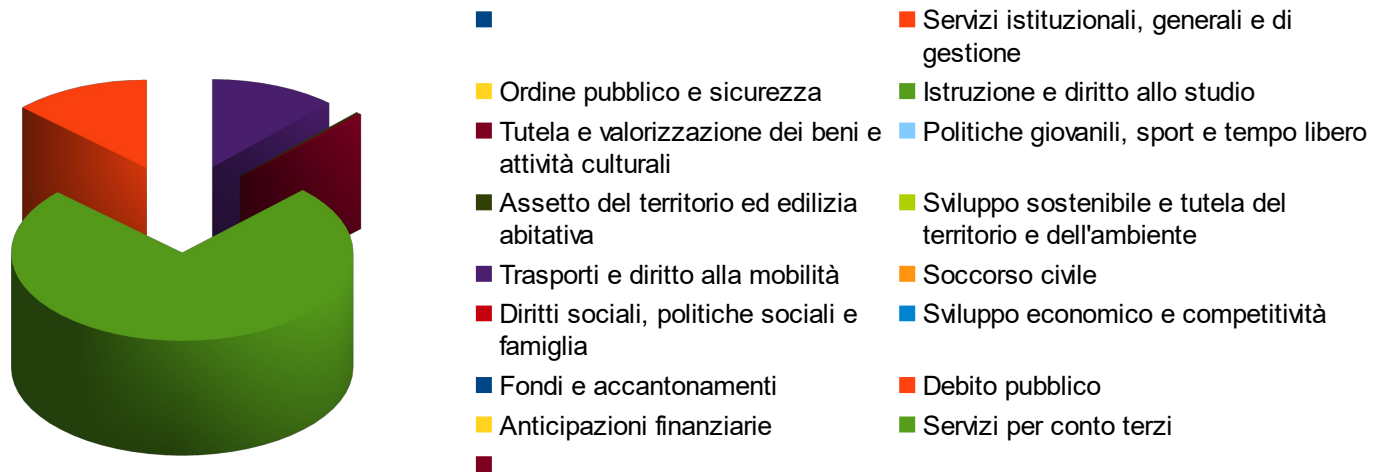 Servizi istituzionali, generali e di
gestione
Ordine pubblico e sicurezza
Istruzione e diritto allo studio
Tutela e valorizzazione dei beni e
attività culturali
Politiche giovanili, sport e tempo libero
Assetto del territorio ed edilizia
abitativa
Sviluppo sostenibile e tutela del
territorio e dell'ambiente
Trasporti e diritto alla mobilità
Soccorso civile
Diritti sociali, politiche sociali e
famiglia
Sviluppo economico e competitività
Fondi e accantonamenti
Debito pubblico
Anticipazioni finanziarie
Servizi per conto terzi